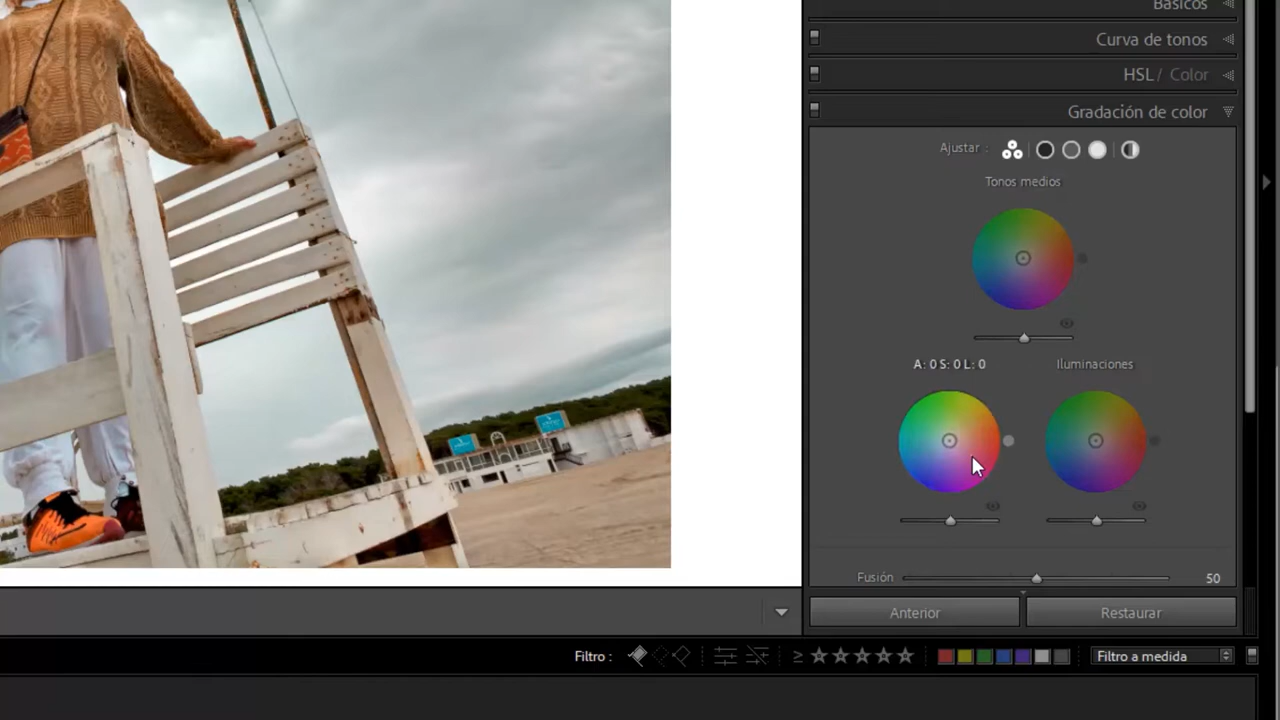 Básicos
Curva de tonos
HSL / Color
Gradación de color
Ajustar :
Tonos medios
A: 0 S: 0 L: 0
Iluminaciones
Fusión 50
Anterior
Restaurar
Filtro :
≥
Filtro a medida